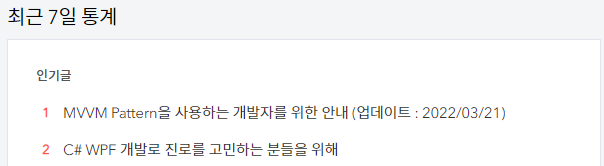 최근 7일 통계
인기글
1 MVVM Pattern을 사용하는 개발자를 위한 안내 (업데이트 : 2022/03/21)
2 C# WPF 개발로 진로를 고민하는 분들을 위해